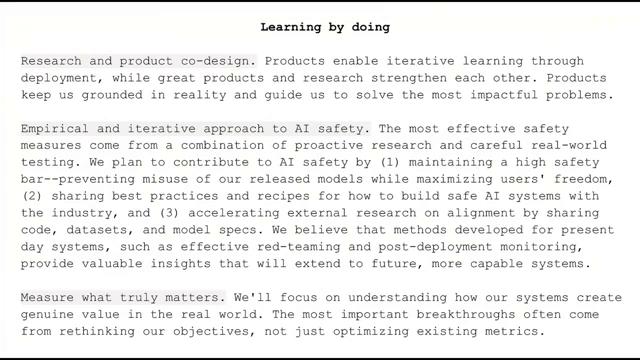 Learning by doing
Research and product co-design. Products enable iterative learning through
deployment, while great products and research strengthen each other. Products
keep us grounded in reality and guide us to solve the most impactful problems.
Empirical and iterative approach to AI safety. The most effective safety
measures come from a combination of proactive research and careful real-world
testing. We plan to contribute to AI safety by (1) maintaining a high safety
bar--preventing misuse of our released models while maximizing users' freedom,
(2) sharing best practices and recipes for how to build safe AI systems with
the industry, and (3) accelerating external research on alignment by sharing
code, datasets, and model specs. We believe that methods developed for present
day systems, such as effective red-teaming and post-deployment monitoring,
provide valuable insights that will extend to future, more capable systems.
Measure what truly matters. We'll focus on understanding how our systems create
genuine value in the real world. The most important breakthroughs often come
from rethinking our objectives, not just optimizing existing metrics.